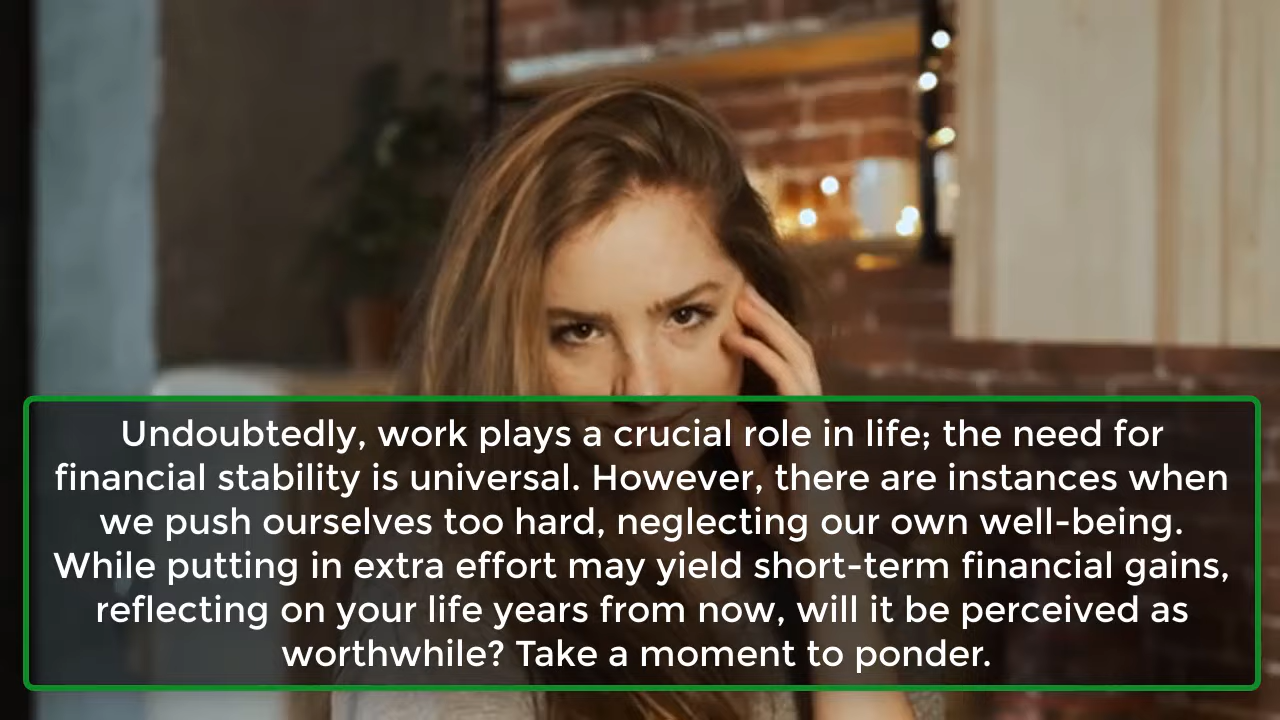 Undoubtedly, work plays a crucial role in life; the need for
financial stability is universal. However, there are instances when
we push ourselves too hard, neglecting our own well-being.
While putting in extra effort may yield short-term financial gains,
reflecting on your life years from now, will it be perceived as
worthwhile? Take a moment to ponder.